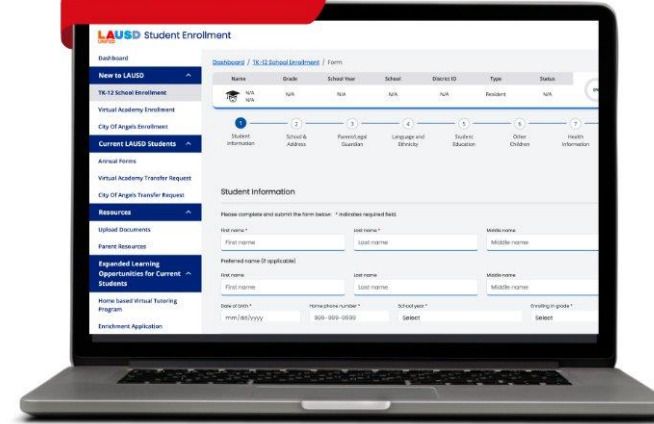 LAUSD Student Enrollment
UNIFIED
Dashboard
New to LAUSD
TK-12 School Enrollment
Virtual Academy Enrollment
City Of Angels Enrollment
Current LAUSD Students
Annual Forms
Virtual Academy Transfer Request
City Of Angels Transfer Request
Resources
Upload Documents
Parent Resources
Expanded Learning
Opportunities for Current
Students
Home based Virtual Tutoring
Program
Enrichment Application
Dashboard / TK-12 School Enrollment / Form
Name Grade School Year School District ID Type Status
N/A N/A N/A N/A N/A Resident N/A
N/A
1 2 3 4 5 6 7
Student Information
School & Address
Parent/Legal Guardian
Language and Ethnicity
Student Education
Other Children
Health Information
Student Information
Please complete and submit the form below: * indicates required field.
First name * Last name * Middle name
First name Last name Middle name
Preferred name (if applicable)
First name Last name Middle name
First name Last name Middle name
Date of birth * Home phone number * School year * Enrolling in grade *
mm/dd/yyyy 999-999-9999 Select Select